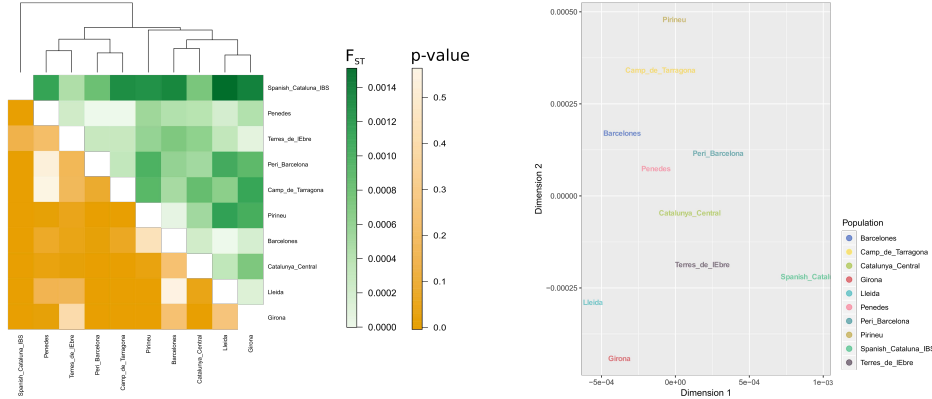 F_ST
p-value
0.0014
0.0012
0.0010
0.0008
0.0006
0.0004
0.0002
0.0000
0.5
0.4
0.3
0.2
0.1
0.0
Spanish_Cataluna_IBS
Penedes
Terres_de_lEbre
Peri_Barcelona
Camp_de_Tarragona
Pirineu
Barcelones
Catalunya_Central
Lleida
Girona
Spanish_Cataluna_IBS
Penedes
Terres_de_lEbre
Peri_Barcelona
Camp_de_Tarragona
Pirineu
Barcelones
Catalunya_Central
Lleida
Girona
Dimension 2
0.00050
0.00025
0.00000
−0.00025
Pirineu
Camp_de_Tarragona
Barcelones
Peri_Barcelona
Penedes
Catalunya_Central
Terres_de_lEbre
Spanish_Catal
Lleida
Girona
−5e−04
0e+00
5e−04
1e−03
Dimension 1
Population
Barcelones
Camp_de_Tarragona
Catalunya_Central
Girona
Lleida
Penedes
Peri_Barcelona
Pirineu
Spanish_Cataluna_IBS
Terres_de_lEbre